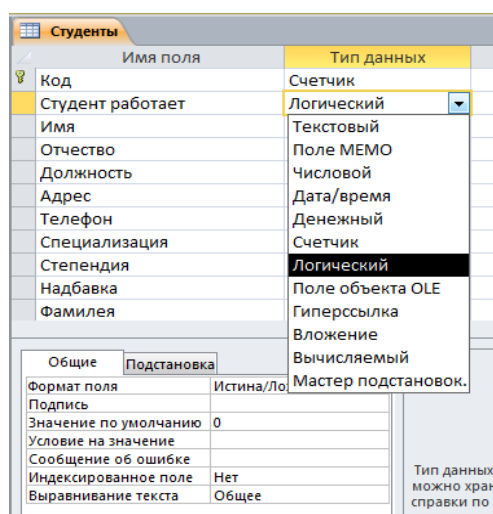 Студенты
Имя поля Тип данных
Код Счетчик
Студент работает Логический
Имя Текстовый
Отчество Поле МЕМО
Должность Числовой
Адрес Дата/время
Телефон Денежный
Специализация Счетчик
Степендия Логический
Надбавка Поле объекта OLE
Фамилея Гиперссылка
Вложение
Вычисляемый
Мастер подстановок.
Общие Подстановка
Формат поля Истина/Ло
Подпись
Значение по умолчанию 0
Условие на значение
Сообщение об ошибке
Индексированное поле Нет
Выравнивание текста Общее
Тип данных
можно хран
справки по